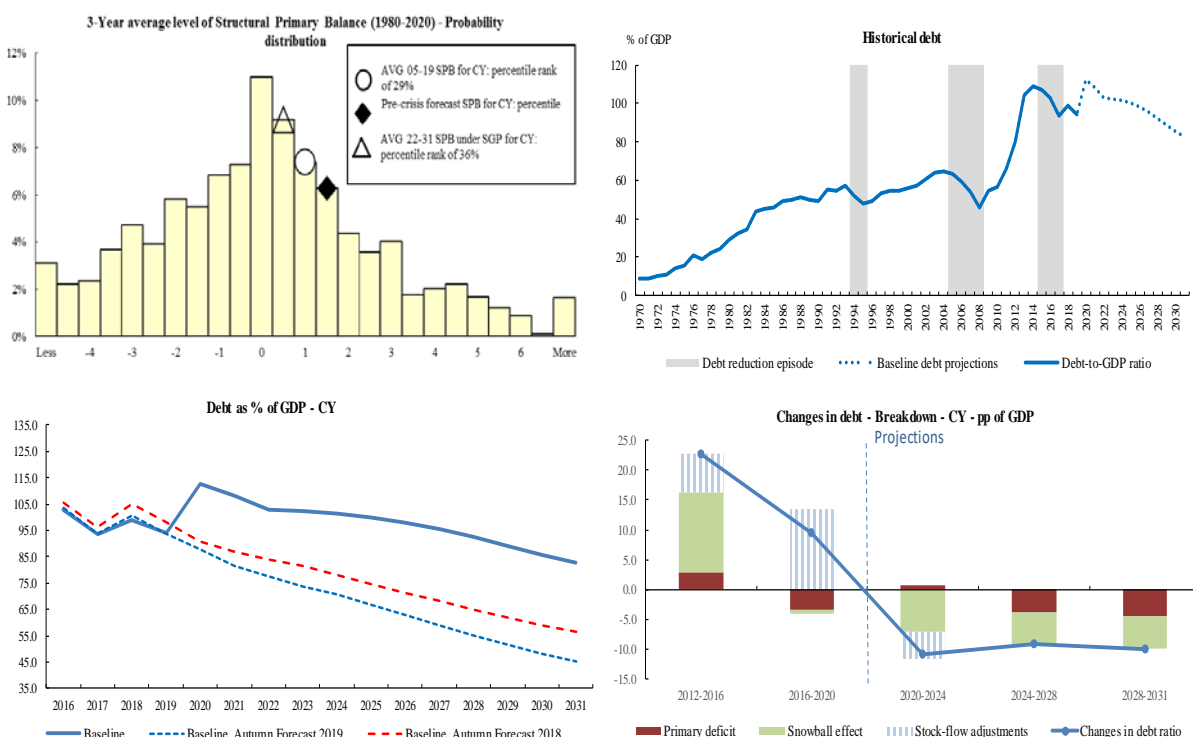 3-Year average level of Structural Primary Balance (1980-2020) - Probability
distribution
12%
10%
8%
6%
4%
2%
0%
AVG 05-19 SPB for CY: percentile rank
of 29%
Pre-crisis forecast SPB for CY: percentile
AVG 22-31 SPB under SGP for CY:
percentile rank of 36%
Less -4 -3 -2 -1 0 1 2 3 4 5 6 More
Historical debt
% of GDP
120
100
80
60
40
20
0
1970 1972 1974 1976 1978 1980 1982 1984 1986 1988 1990 1992 1994 1996 1998 2000 2002 2004 2006 2008 2010 2012 2014 2016 2018 2020 2022 2024 2026 2028 2030
Debt reduction episode Baseline debt projections Debt-to-GDP ratio
Debt as % of GDP - CY
135.0
125.0
115.0
105.0
95.0
85.0
75.0
65.0
55.0
45.0
35.0
2016 2017 2018 2019 2020 2021 2022 2023 2024 2025 2026 2027 2028 2029 2030 2031
Baseline Baseline Autumn Forecast 2019 Baseline Autumn Forecast 2018
Changes in debt - Breakdown - CY - pp of GDP
Projections
25.0
20.0
15.0
10.0
5.0
0.0
-5.0
-10.0
-15.0
2012-2016 2016-2020 2020-2024 2024-2028 2028-2031
Primary deficit Snowball effect Stock-flow adjustments Changes in debt ratio